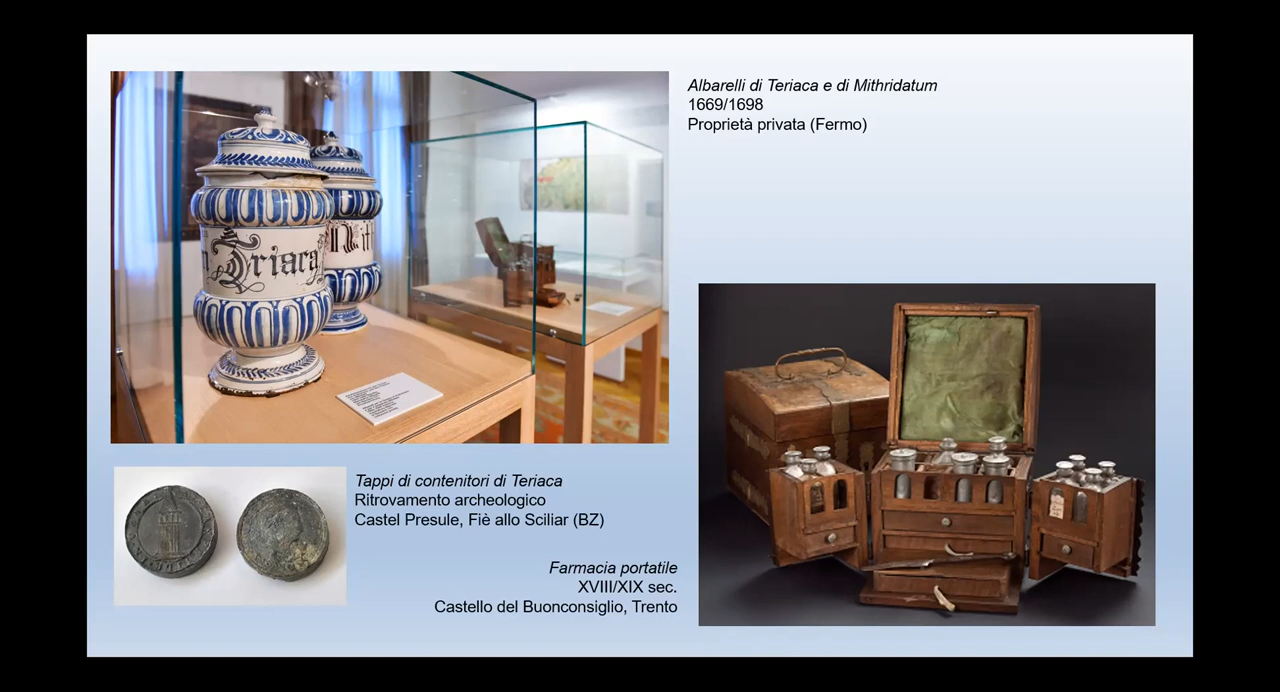 Albarelli di Teriaca e di Mithridatum
1669/1698
Proprietà privata (Fermo)
Triaca
Tappi di contenitori di Teriaca
Ritrovamento archeologico
Castel Presule, Fiè allo Sciliar (BZ)
Farmacia portatile
XVIII/XIX sec.
Castello del Buonconsiglio, Trento